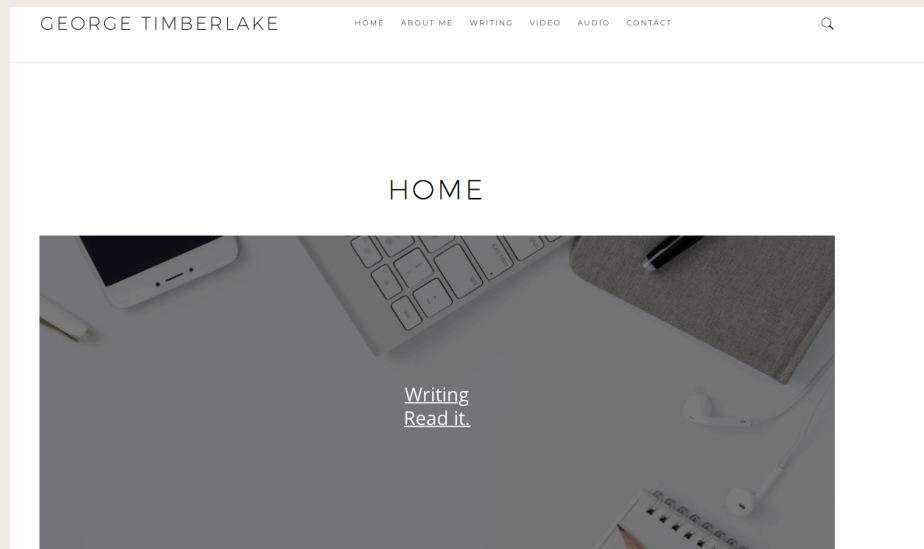 GEORGE TIMBERLAKE
HOME ABOUT ME WRITING VIDEO AUDIO CONTACT
HOME
Writing
Read it.